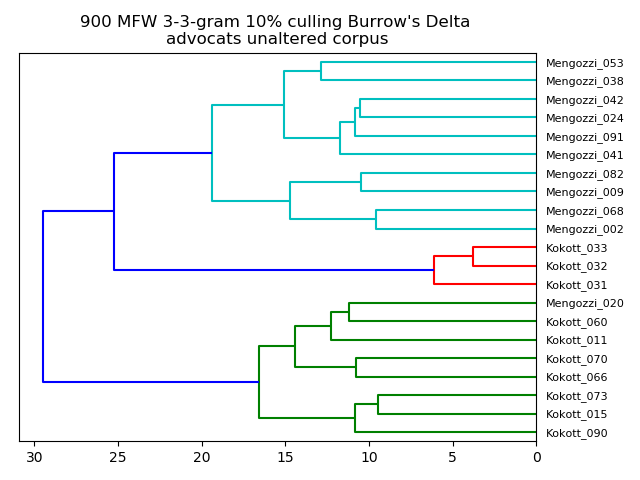 900 MFW 3-3-gram 10% culling Burrow's Delta
advocats unaltered corpus
Mengozzi_053
Mengozzi_038
Mengozzi_042
Mengozzi_024
Mengozzi_091
Mengozzi_041
Mengozzi_082
Mengozzi_009
Mengozzi_068
Mengozzi_002
Kokott_033
Kokott_032
Kokott_031
Mengozzi_020
Kokott_060
Kokott_011
Kokott_070
Kokott_066
Kokott_073
Kokott_015
Kokott_090
30 25 20 15 10 5 0